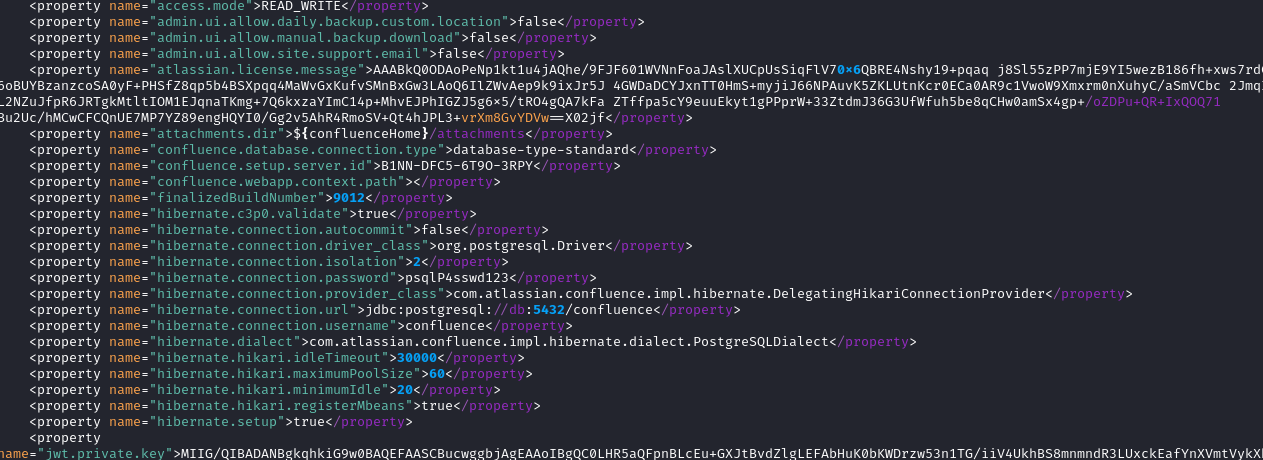 <property name="access.mode">READ_WRITE</property>
<property name="admin.ui.allow.daily.backup.custom.location">false</property>
<property name="admin.ui.allow.manual.backup.download">false</property>
<property name="admin.ui.allow.site.support.email">false</property>
<property name="atlassian.license.message">AAABkQ0ODAoPeNp1kt1u4jAQhe/9FJF601WVNnFoaJAslXUCpUsSiqFlV70x6QBRE4Nshy19+pqaq j8Sl55zPP7mjE9YI5wezB186fh+xws7rd
5oBUYBzanzcoSA0yF+PHSfZ8qp5b4BSXpqq4MaWvGxKufvSMnBxGw3LAoQ6IlZWvAep9k9ixJr5J 4GWDaDCYJxnTT0HmS+myjiJ66NPAuvK5ZKLUtnKcr0ECa0AR9c1VwoW9Xmxrm0nXuhyC/aSmVCbc 2Jmq
L2NZuJfpR6JRTgkMtltIOM1EJqnaTKmg+7Q6kxzaYImC14p+MhvEJPhIGZJ5g6×5/tRO4gQA7kFa ZTffpa5cY9euuEkyt1gPPprW+33ZtdmJ36G3UfWfuh5be8qCHw0amSx4gp+/oZDPu+QR+IxQOQ71
Bu2Uc/hMCwCFCQnUE7MP7YZ89engHQYI0/Gg2v5AhR4RmoSV+Qt4hJPL3+vrXm8GvYDVw==X02jf</property>
<property name="attachments.dir">${confluenceHome}/attachments</property>
<property name="confluence.database.connection.type">database-type-standard</property>
<property name="confluence.setup.server.id">B1NN-DFC5-6T9O-3RPY</property>
<property name="confluence.webapp.context.path"></property>
<property name="finalizedBuildNumber">9012</property>
<property name="hibernate.c3p0.validate">true</property>
<property name="hibernate.connection.autocommit">false</property>
<property name="hibernate.connection.driver_class">org.postgresql.Driver</property>
<property name="hibernate.connection.isolation">2</property>
<property name="hibernate.connection.password">psqlP4sswd123</property>
<property name="hibernate.connection.provider_class">com.atlassian.confluence.impl.hibernate.DelegatingHikariConnectionProvider</property>
<property name="hibernate.connection.url">jdbc:postgresql://db:5432/confluence</property>
<property name="hibernate.connection.username">confluence</property>
<property name="hibernate.dialect">com.atlassian.confluence.impl.hibernate.dialect.PostgreSQLDialect</property>
<property name="hibernate.hikari.idleTimeout">30000</property>
<property name="hibernate.hikari.maximumPoolSize">60</property>
<property name="hibernate.hikari.minimumIdle">20</property>
<property name="hibernate.hikari.registerMbeans">true</property>
<property name="hibernate.setup">true</property>
<property
name="jwt.private.key">MIIG/QIBADANBgkqhkiG9w0BAQEFAASCBucwggbjAgEAAoIBgQC0LHR5aQFpnBLcEu+GXJtBvdZlgLEFAbHuK0bKWDrzw53n1TG/iiV4UkhBS8mnmndR3LUxckEafYnXVmtVykX